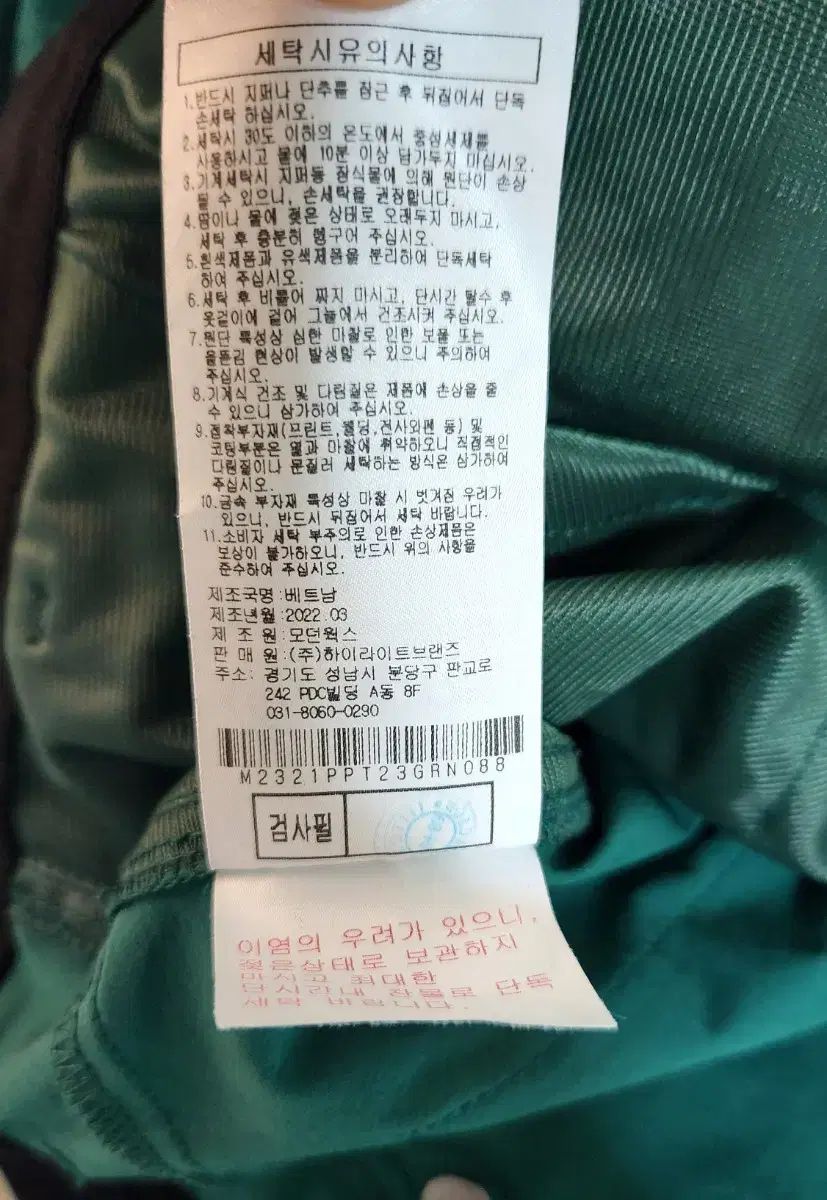 세탁시유의사항
1.반드시 지퍼나 단추를 잠근 후 뒤집어서 단독
손세탁 하십시오.
2.세탁시 30도 이하의 온도에서 중성세제를
사용하시고 물에 10분 이상 담가두지 마십시오.
3.기계세탁시 지퍼등 장식물에 의해 원단이 손상
될 수 있으니, 손세탁을 권장합니다.
4.땀이나 물에 젖은 상태로 오래두지 마시고,
세탁 후 충분히 헹구어 주십시오.
5.흰색제품과 유색제품을 분리하여 단독세탁
하여 주십시오.
6.세탁 후 비틀어 짜지 마시고, 단시간 탈수 후
옷걸이에 걸어 그늘에서 건조시켜 주십시오.
7.원단 특성상 심한 마찰로 인한 보풀 또는
올뜯김 현상이 발생할 수 있으니 주의하여
주십시오.
8.기계식 건조 및 다림질은 제품에 손상을 줄
수 있으니 삼가하여 주십시오.
9.접착부자재(프린트,웰딩,전사외펜 등) 및
코팅부분은 열과 마찰에 취약하오니 직접적인
다림질이나 문질러 세탁하는 방식은 삼가하여
주십시오.
10.금속 부자재 특성상 마찰 시 벗겨짐 우려가
있으니, 반드시 뒤집어서 세탁 바랍니다.
11.소비자 세탁 부주의로 인한 손상제품은
보상이 불가하오니, 반드시 위의 사항을
준수하여 주십시오.
제조국명:베트남
제조년월:2022.03
제 조 원:모던웍스
판 매 원:(주)하이라이트브랜즈
주소: 경기도 성남시 분당구 판교로
242 PDC빌딩 A동 8F
031-8060-0290
M2321PPT23GRN088
검사필
이염의 우려가 있으니,
젖은상태로 보관하지
마시고 최대한
단시간내 찬물로 단독
세탁 바랍니다.